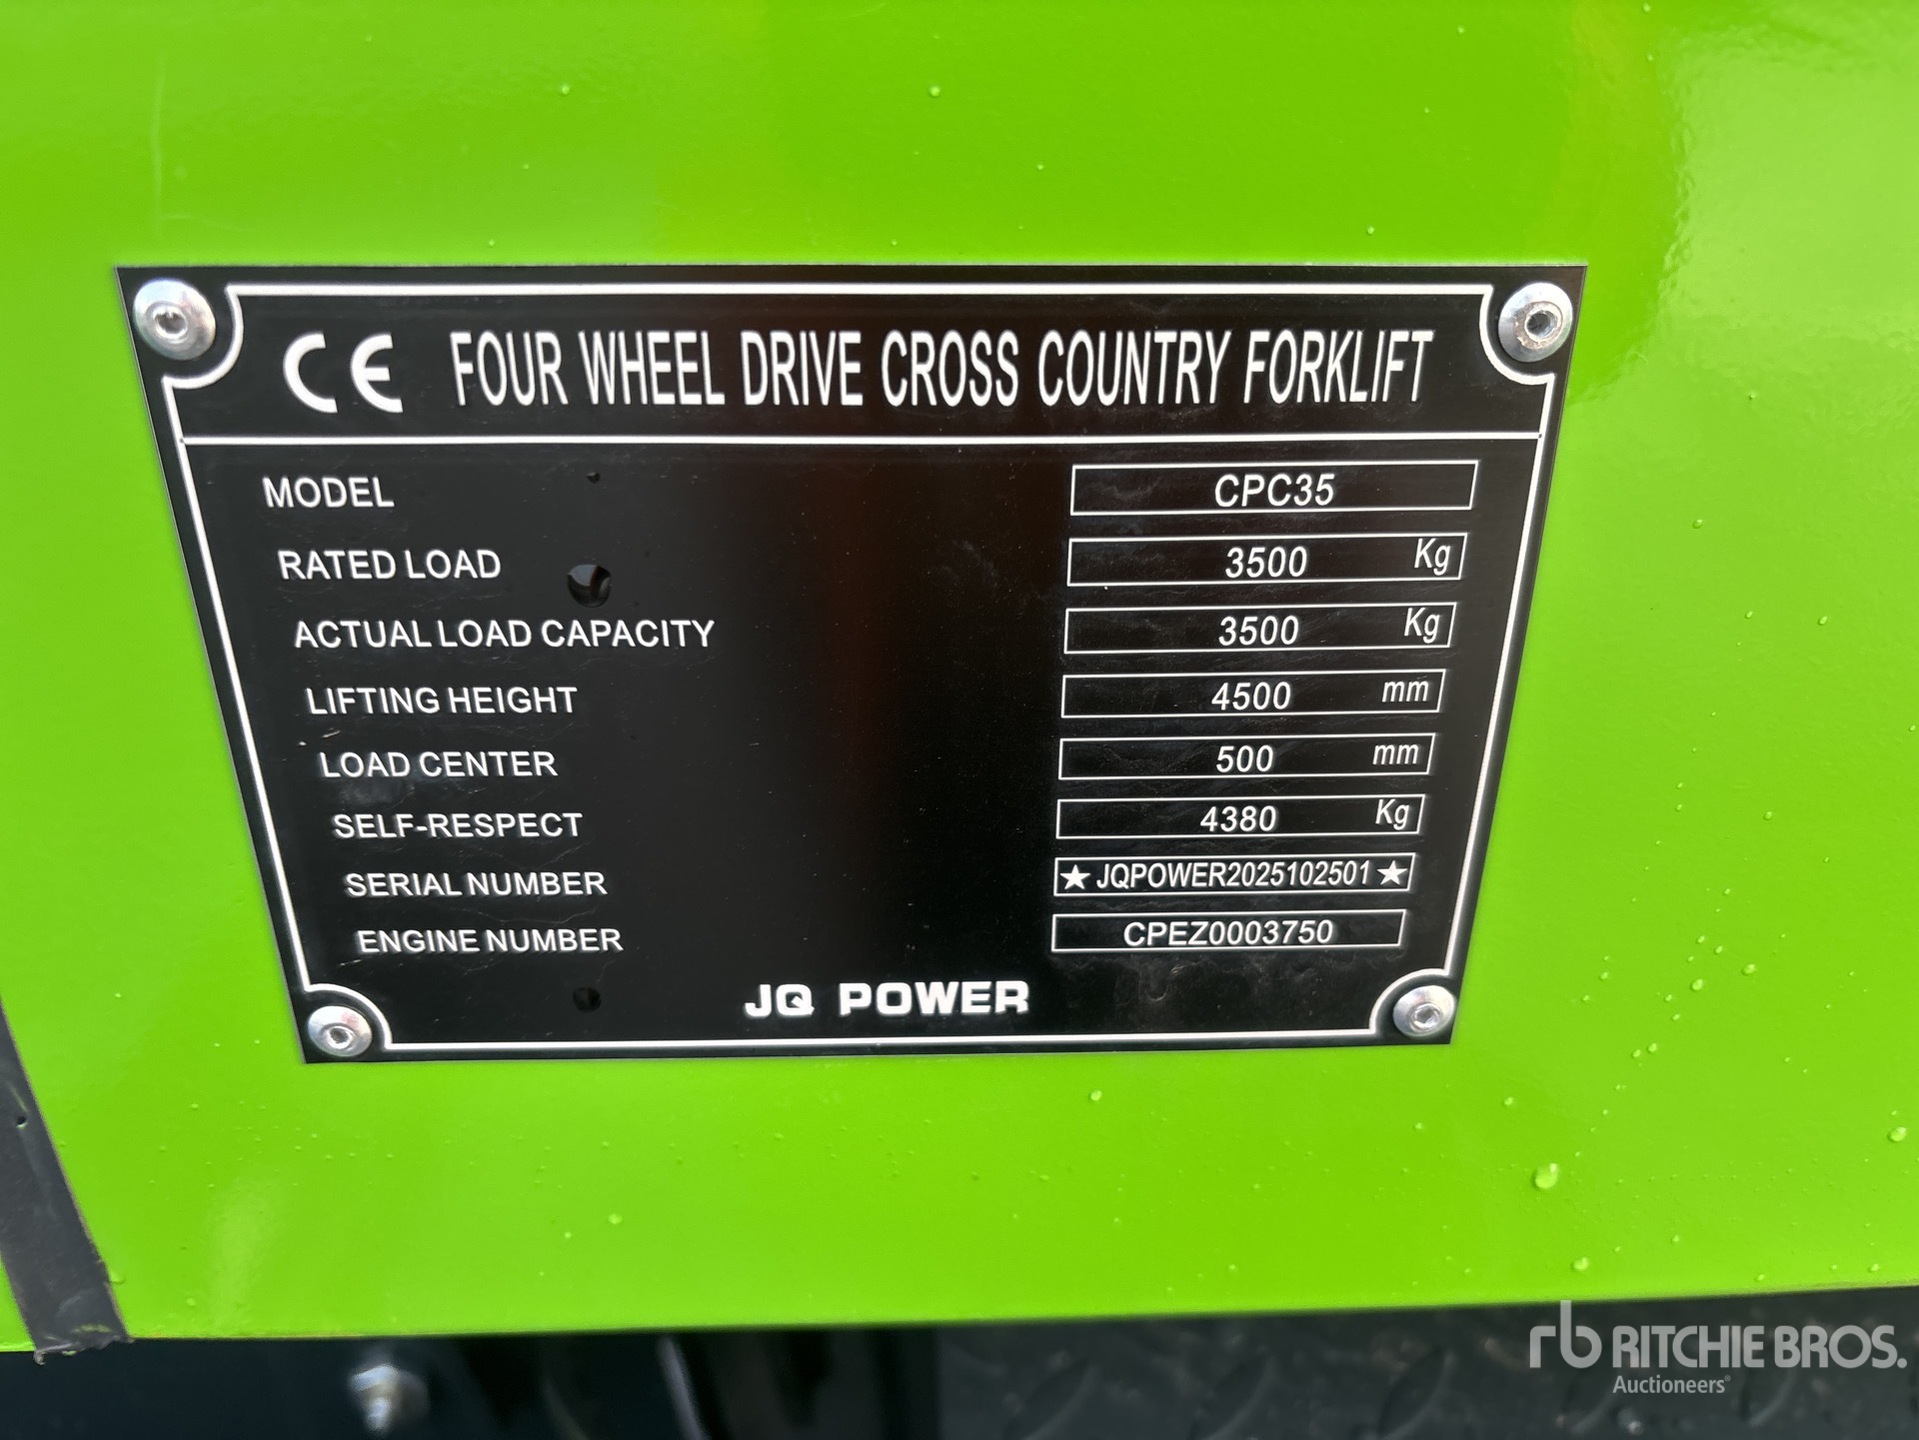 CE FOUR WHEEL DRIVE CROSS COUNTRY FORKLIFT
MODEL CPC35
RATED LOAD 3500 Kg
ACTUAL LOAD CAPACITY 3500 Kg
LIFTING HEIGHT 4500 mm
LOAD CENTER 500 mm
SELF-RESPECT 4380 Kg
SERIAL NUMBER ★JQPOWER2025102501★
ENGINE NUMBER CPEZ0003750
JQ POWER
rb RITCHIE BROS.
Auctioneers®